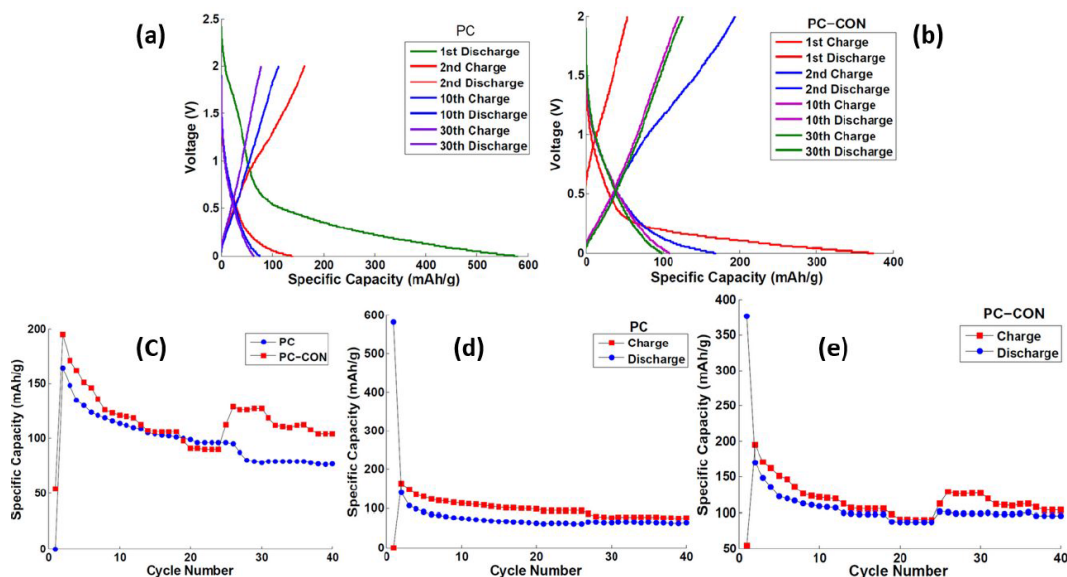 (a)
PC
1st Discharge
2nd Charge
2nd Discharge
10th Charge
10th Discharge
30th Charge
30th Discharge
Voltage (V)
2.5
2
1.5
1
0.5
0
0 100 200 300 400 500 600
Specific Capacity (mAh/g)
(b)
PC−CON
1st Charge
1st Discharge
2nd Charge
2nd Discharge
10th Charge
10th Discharge
30th Charge
30th Discharge
Voltage (V)
2
1.5
1
0.5
0
0 100 200 300 400
Specific Capacity (mAh/g)
(C)
PC
PC−CON
Specific Capacity (mAh/g)
200
150
100
50
0
0 10 20 30 40
Cycle Number
(d)
PC
Charge
Discharge
Specific Capacity (mAh/g)
600
500
400
300
200
100
0
0 10 20 30 40
Cycle Number
(e)
PC−CON
Charge
Discharge
Specific Capacity (mAh/g)
400
350
300
250
200
150
100
50
0 10 20 30 40
Cycle Number